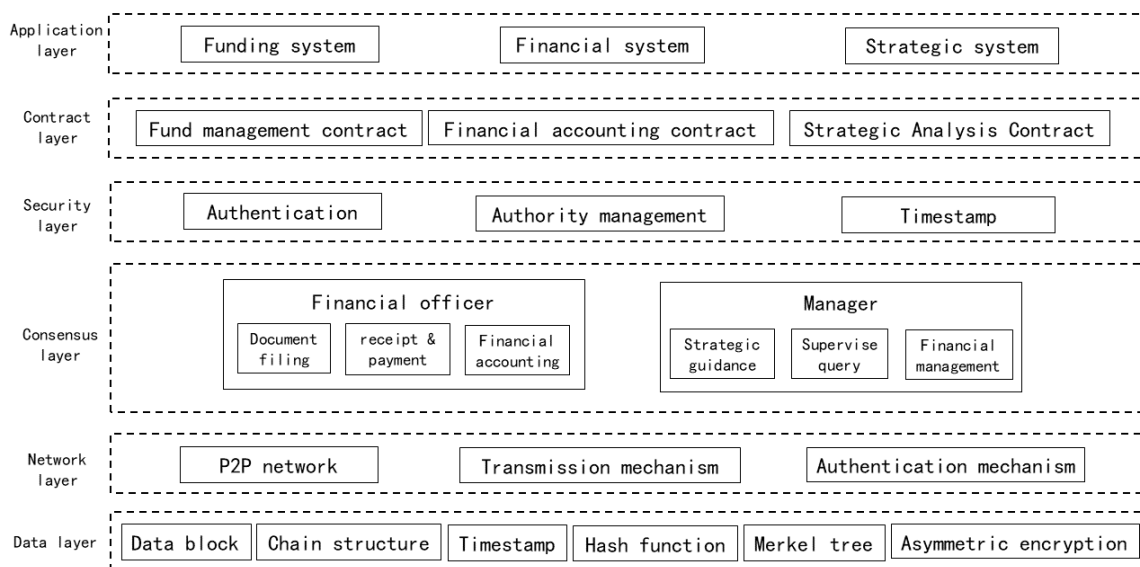 Application
layer
Funding system
Financial system
Strategic system
Contract
layer
Fund management contract
Financial accounting contract
Strategic Analysis Contract
Security
layer
Authentication
Authority management
Timestamp
Consensus
layer
Financial officer
Document
filing
receipt &
payment
Financial
accounting
Manager
Strategic
guidance
Supervise
query
Financial
management
Network
layer
P2P network
Transmission mechanism
Authentication mechanism
Data layer
Data block
Chain structure
Timestamp
Hash function
Merkel tree
Asymmetric encryption